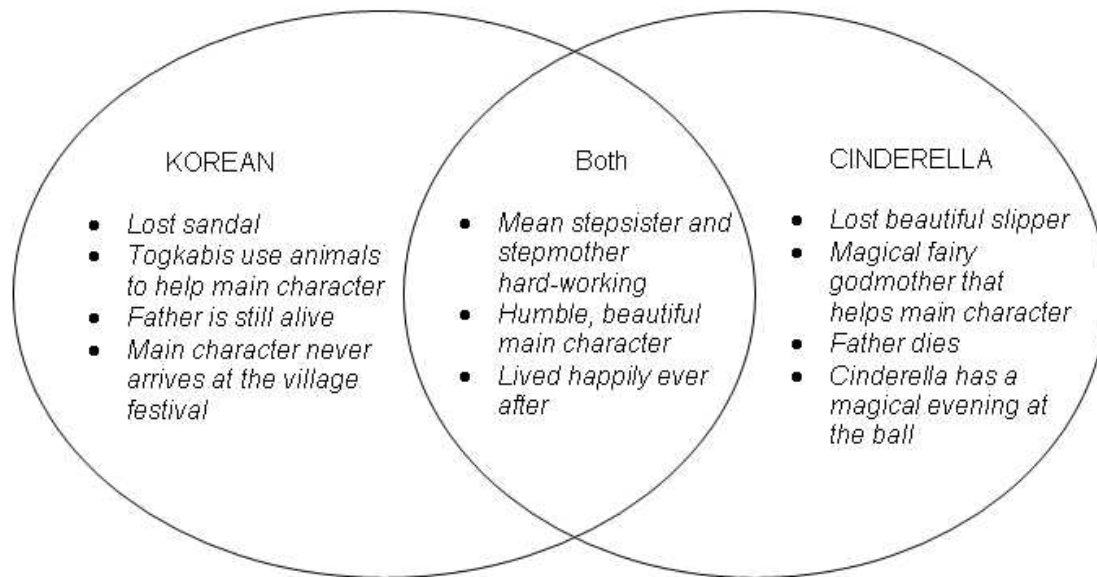 KOREAN
• Lost sandal
• Togkabis use animals
to help main character
• Father is still alive
• Main character never
arrives at the village
festival
Both
• Mean stepsister and
stepmother
hard-working
• Humble, beautiful
main character
• Lived happily ever
after
CINDERELLA
• Lost beautiful slipper
• Magical fairy
godmother that
helps main character
• Father dies
• Cinderella has a
magical evening at
the ball